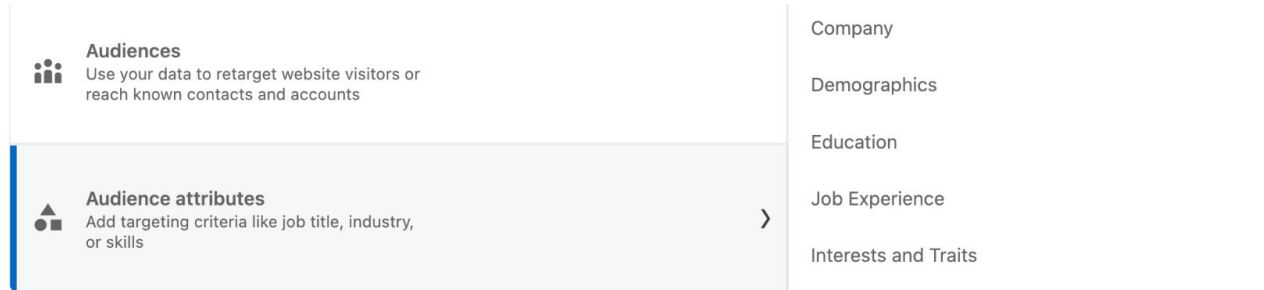 Audiences
Use your data to retarget website visitors or
reach known contacts and accounts
Audience attributes
Add targeting criteria like job title, industry,
or skills
Company
Demographics
Education
Job Experience
Interests and Traits